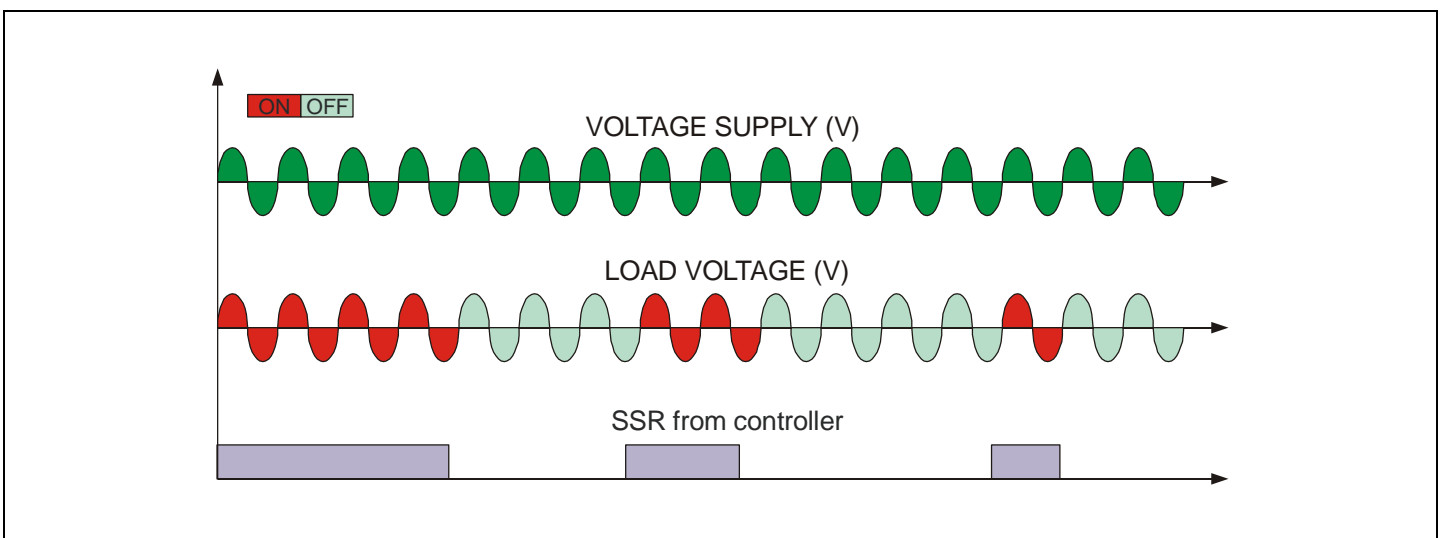 ON OFF
VOLTAGE SUPPLY (V)
LOAD VOLTAGE (V)
SSR from controller